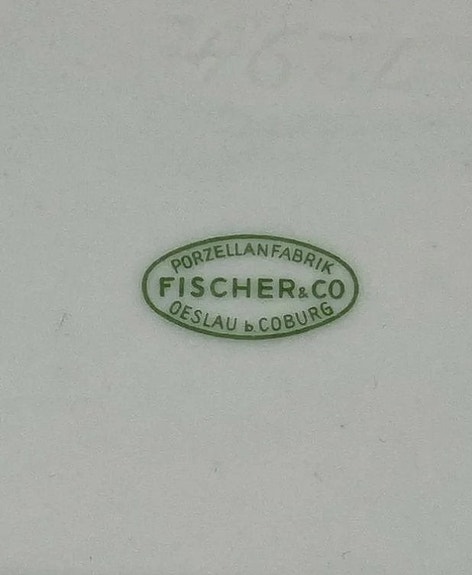 PORZELLANFABRIK
FISCHER & CO
OESLAU b. COBURG